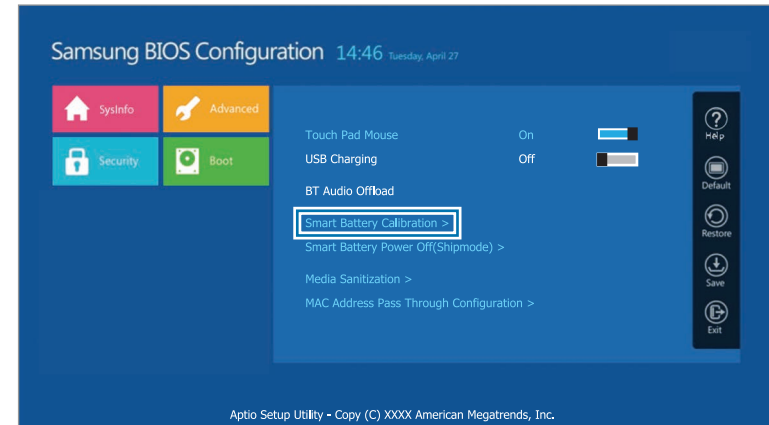 Samsung BIOS Configuration 14:46 Tuesday, April 27
SysInfo
Advanced
Security
Boot
Touch Pad Mouse On
USB Charging Off
BT Audio Offload
Smart Battery Calibration >
Smart Battery Power Off(Shipmode) >
Media Sanitization >
MAC Address Pass Through Configuration >
Help
Default
Restore
Save
Exit
Aptio Setup Utility - Copy (C) XXXX American Megatrends, Inc.